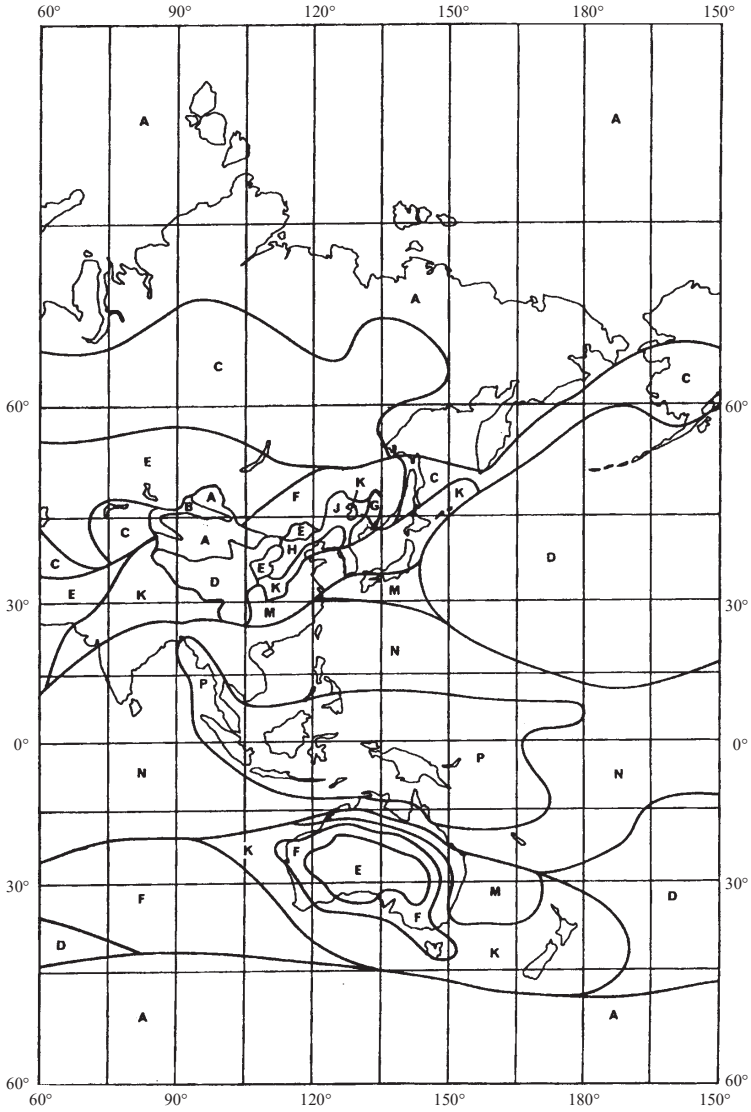 60° 90° 120° 150° 180° 150°
A A
A
C C
60° 60°
E K C
B A F J G K
C A E
H D
C E
E K D K M
30° M 30°
N
P
0° P 0°
N N
K F
E
30° M 30°
F F D
D K
A A
60° 60°
60° 90° 120° 150° 180° 150°